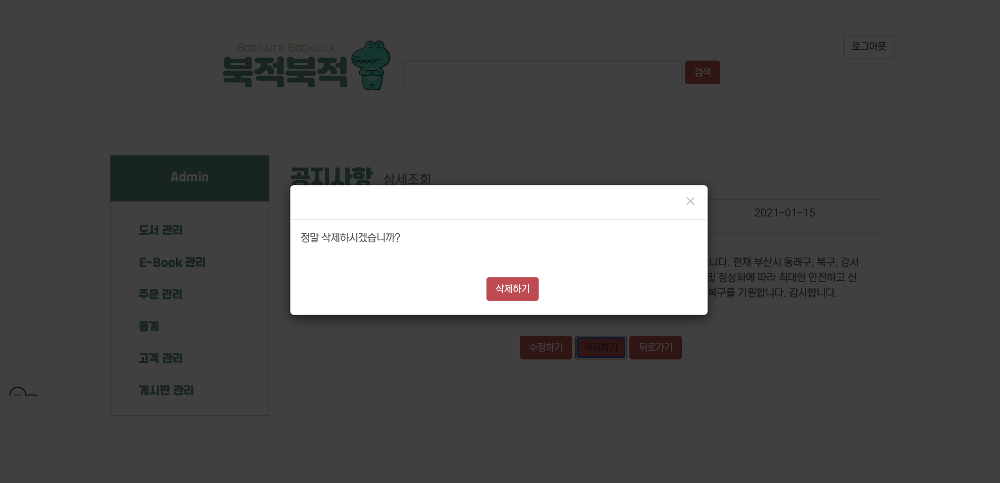 BOOKJUCK BOOKJUCK
북적북적
로그아웃
검색
Admin
도서 관리
E-Book 관리
주문 관리
통계
고객 관리
게시판 관리
공지사항 상세조회
2021-01-15
×
정말 삭제하시겠습니까?
삭제하기
니다. 현재 부산시 동래구, 북구, 강서
및 정상화에 따라 최대한 안전하고 신
복구를 기원합니다. 감사합니다.
수정하기 삭제하기 뒤로가기